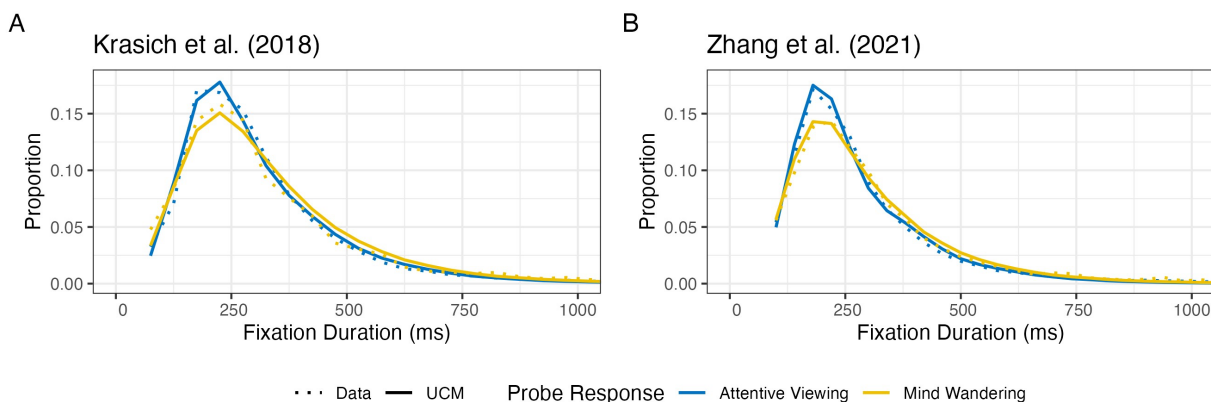 A
Krasich et al. (2018)
0.15
0.10
0.05
0.00
Proportion
0 250 500 750 1000
Fixation Duration (ms)
B
Zhang et al. (2021)
0.15
0.10
0.05
0.00
Proportion
0 250 500 750 1000
Fixation Duration (ms)
Data UCM Probe Response Attentive Viewing Mind Wandering